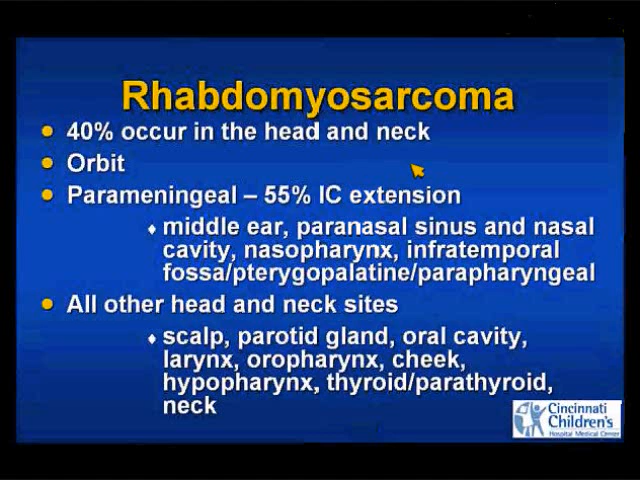 Rhabdomyosarcoma
40% occur in the head and neck
Orbit
Parameningeal – 55% IC extension
middle ear, paranasal sinus and nasal
cavity, nasopharynx, infratemporal
fossa/pterygopalatine/parapharyngeal
All other head and neck sites
scalp, parotid gland, oral cavity,
larynx, oropharynx, cheek,
hypopharynx, thyroid/parathyroid,
neck
Cincinnati
Children's
Hospital Medical Center